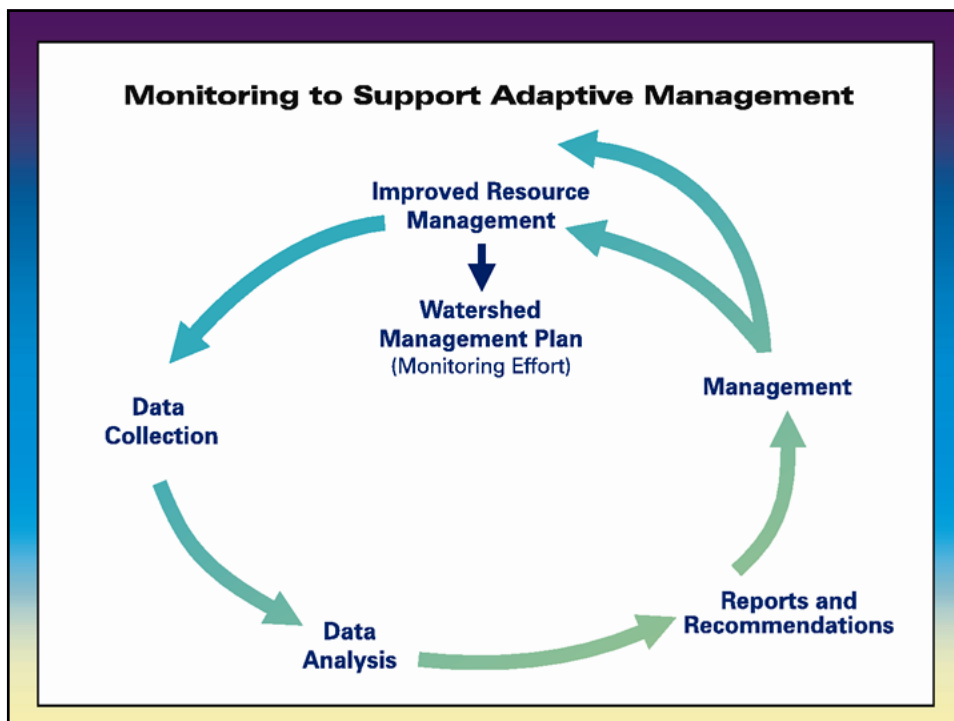 Monitoring to Support Adaptive Management
Improved Resource
Management
Watershed
Management Plan
(Monitoring Effort)
Data
Collection
Data
Analysis
Reports and
Recommendations
Management